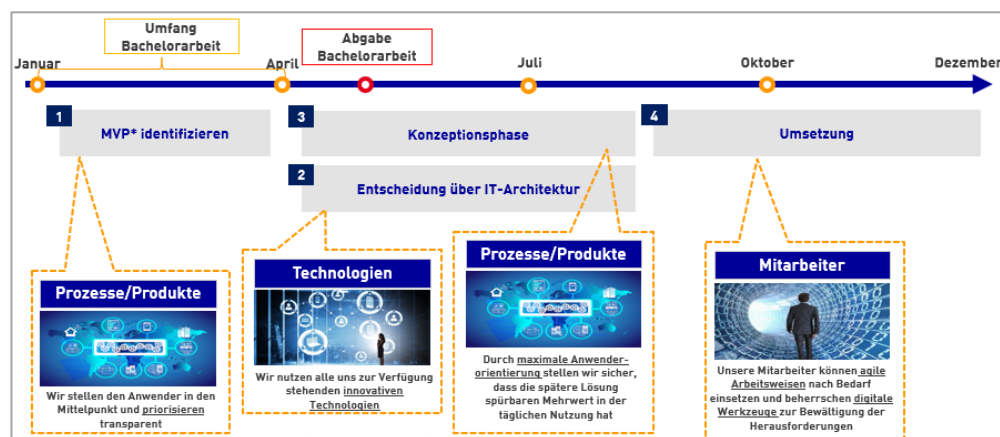 Umfang
Bachelorarbeit
Abgabe
Bachelorarbeit
Januar
April
Juli
Oktober
Dezember
1
MVP* identifizieren
3
Konzeptionsphase
4
Umsetzung
2
Entscheidung über IT-Architektur
Prozesse/Produkte
Wir stellen den Anwender in den
Mittelpunkt und priorisieren
transparent
Technologien
Wir nutzen alle uns zur Verfügung
stehenden innovativen
Technologien
Prozesse/Produkte
Durch maximale Anwender-
orientierung stellen wir sicher,
dass die spätere Lösung
spürbaren Mehrwert in der
täglichen Nutzung hat
Mitarbeiter
Unsere Mitarbeiter können agile
Arbeitsweisen nach Bedarf
einsetzen und beherrschen digitale
Werkzeuge zur Bewältigung der
Herausforderungen